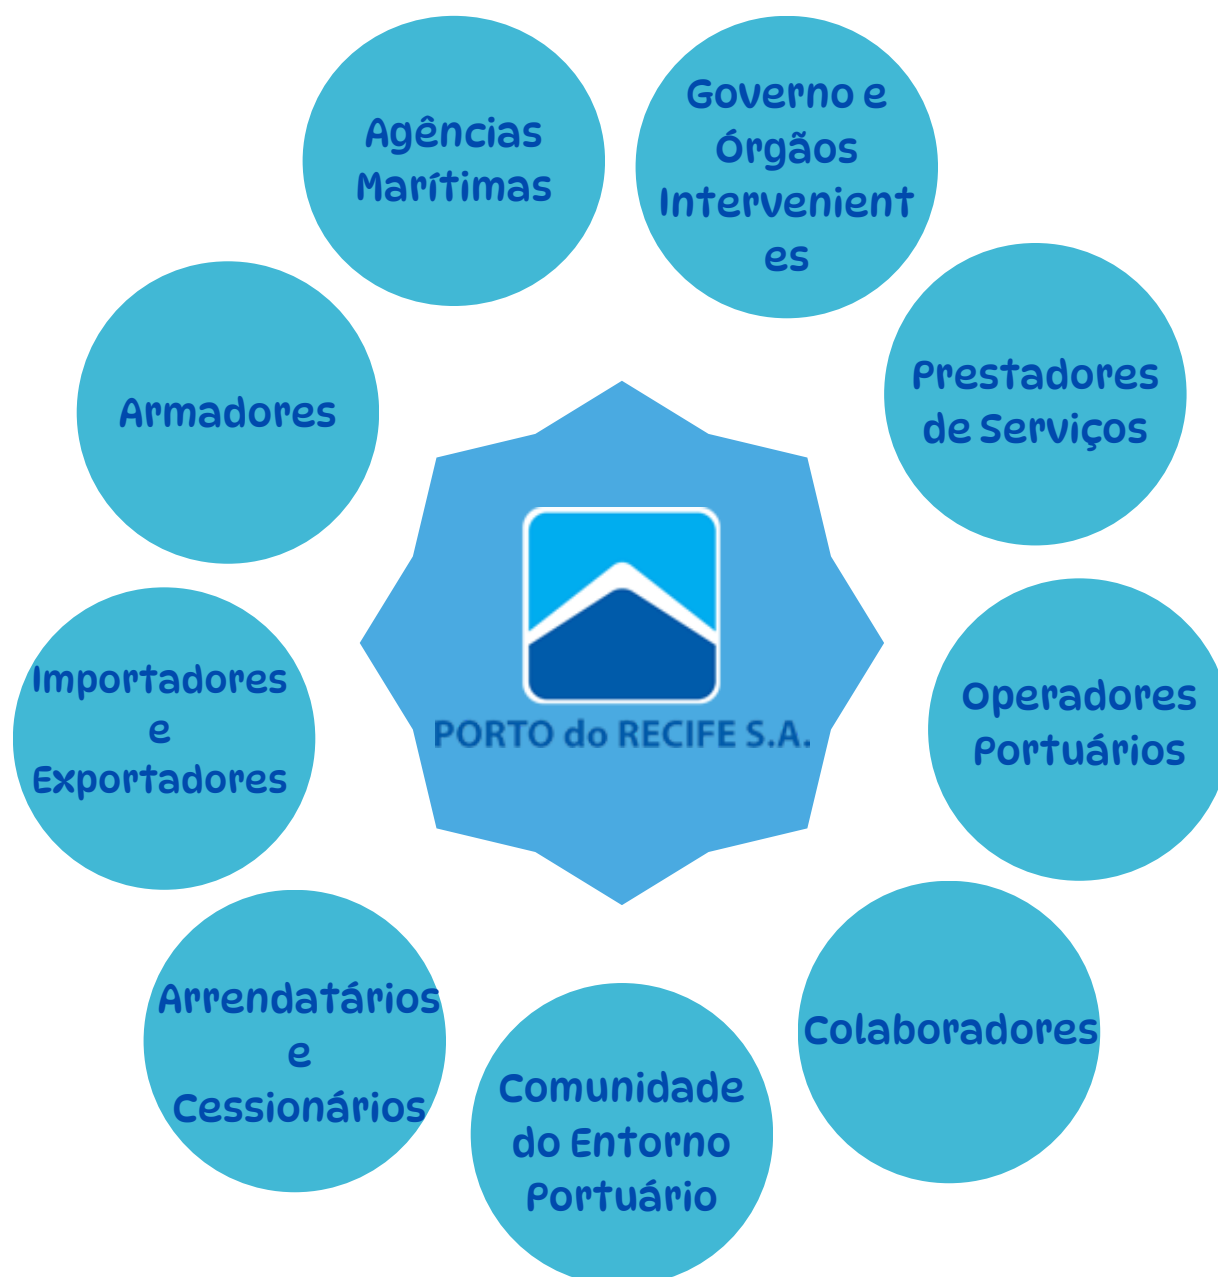 Agências
Marítimas
Governo e
Órgãos
Intervenient
es
Prestadores
de Serviços
Armadores
PORTO do RECIFE S.A.
Importadores
e
Exportadores
Operadores
Portuários
Arrendatários
e
Cessionários
Colaboradores
Comunidade
do Entorno
Portuário